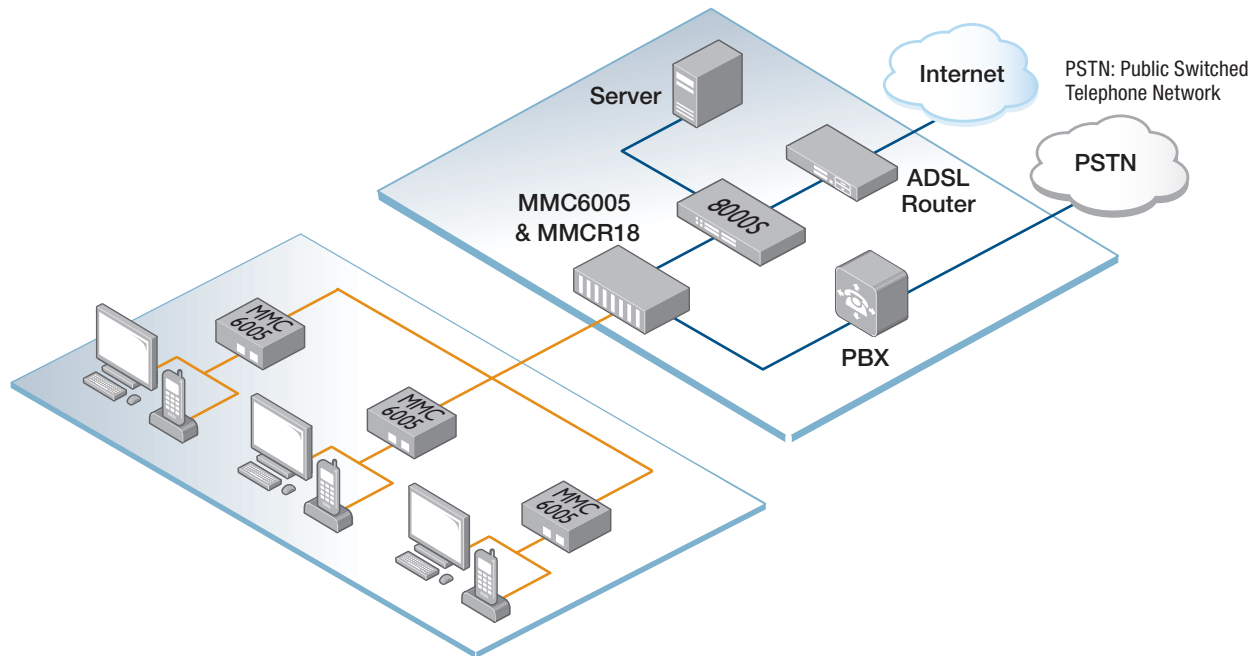 Internet
PSTN: Public Switched
Telephone Network
Server
PSTN
ADSL
Router
MMC6005
& MMCR18
8000S
PBX
MMC
6005
MMC
6005
MMC
6005